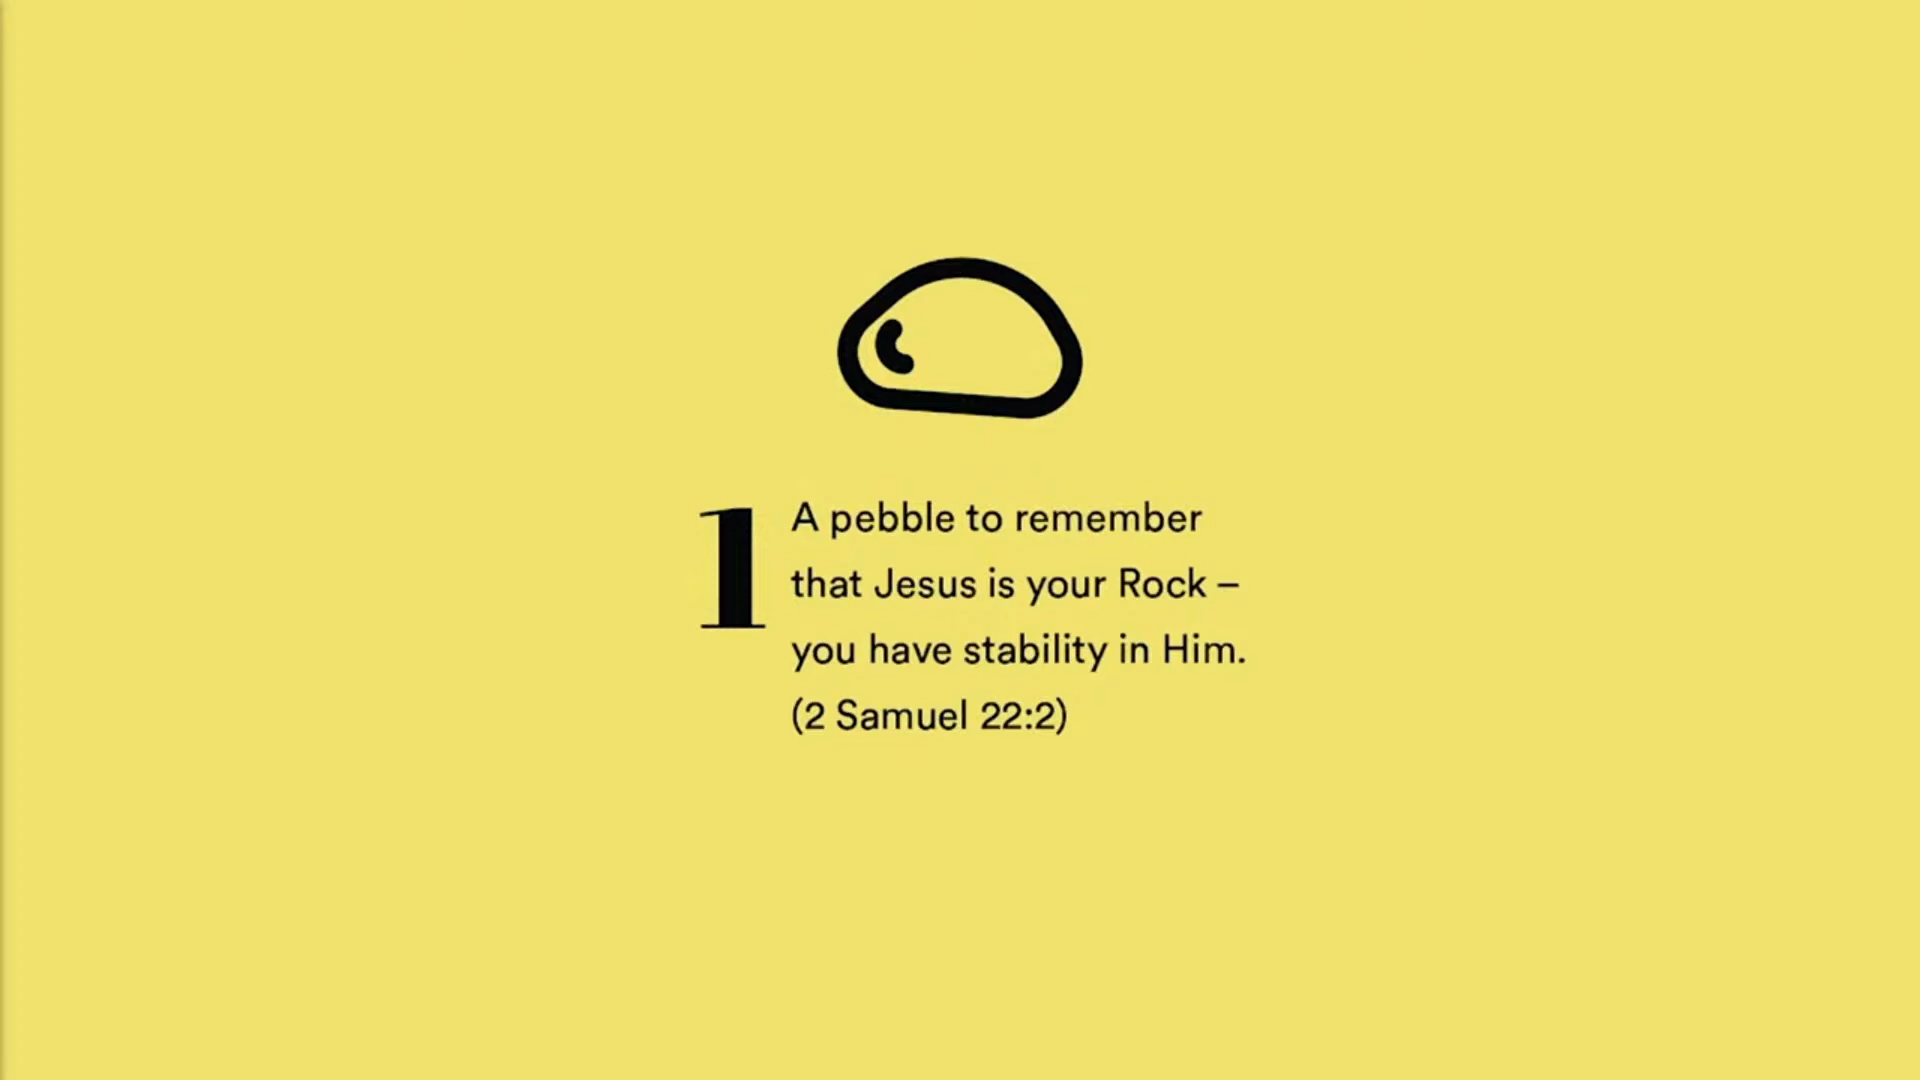 1
A pebble to remember
that Jesus is your Rock –
you have stability in Him.
(2 Samuel 22:2)